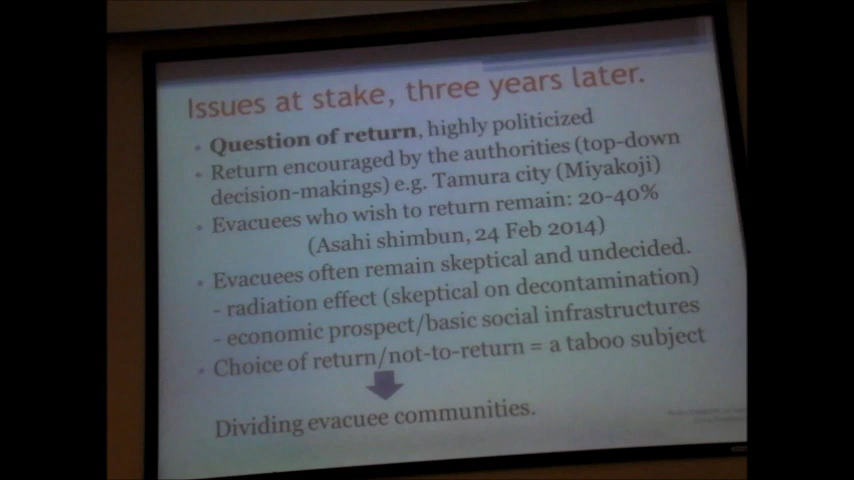 Issues at stake, three years later.
• Question of return, highly politicized
• Return encouraged by the authorities (top-down
decision-makings) e.g. Tamura city (Miyakoji)
• Evacuees who wish to return remain: 20-40%
(Asahi shimbun, 24 Feb 2014)
• Evacuees often remain skeptical and undecided.
- radiation effect (skeptical on decontamination)
- economic prospect/basic social infrastructures
• Choice of return/not-to-return = a taboo subject
Dividing evacuee communities.